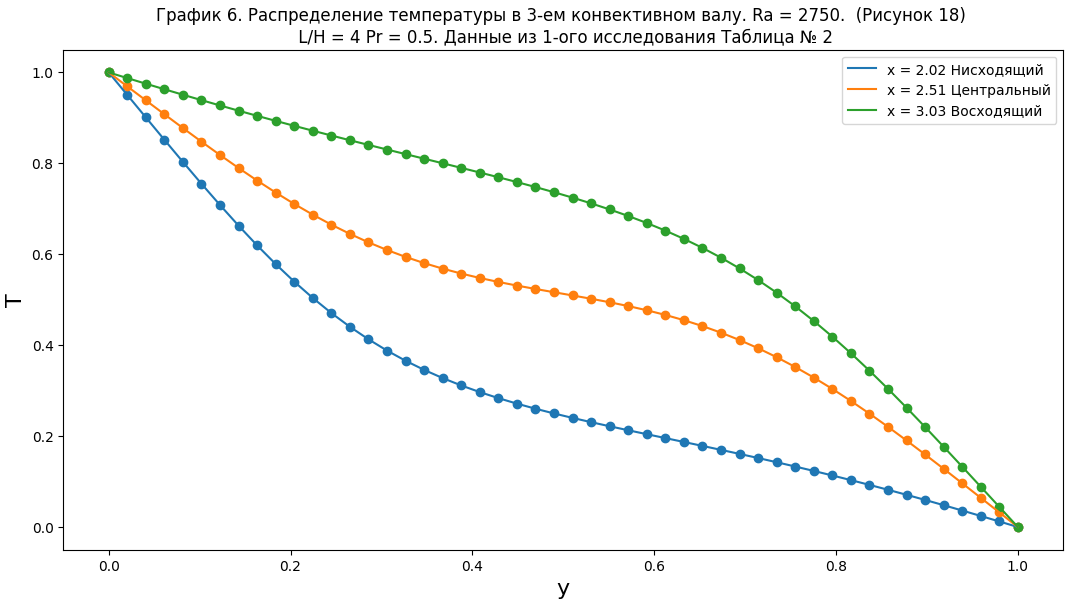 График 6. Распределение температуры в 3-ем конвективном валу. Ra = 2750.  (Рисунок 18)
L/H = 4 Pr = 0.5. Данные из 1-ого исследования Таблица № 2
x = 2.02 Нисходящий
x = 2.51 Центральный
x = 3.03 Восходящий
1.0
0.8
0.6
0.4
0.2
0.0
T
0.0 0.2 0.4 0.6 0.8 1.0
y